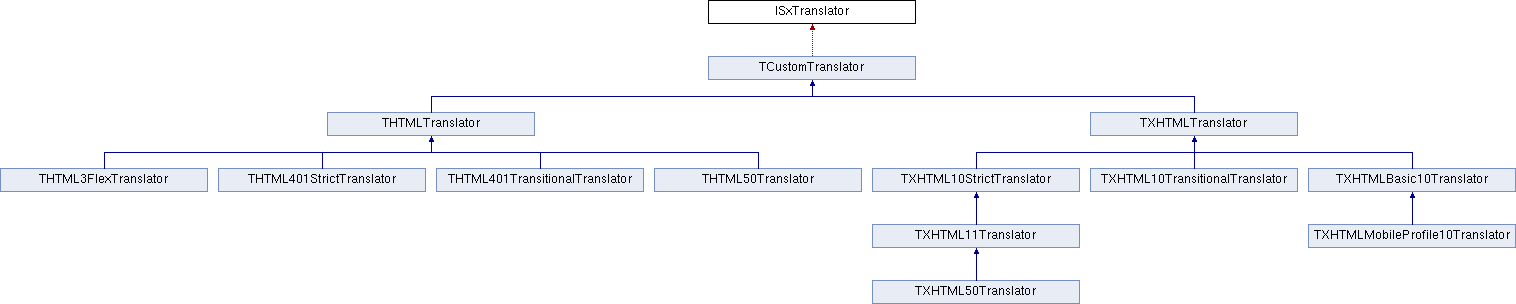 ISxTranslator
TCustomTranslator
THTMLTranslator
TXHTMLTranslator
THTML3FlexTranslator
THTML401StrictTranslator
THTML401TransitionalTranslator
THTML50Translator
TXHTML10StrictTranslator
TXHTML10TransitionalTranslator
TXHTMLBasic10Translator
TXHTML11Translator
TXHTMLMobileProfile10Translator
TXHTML50Translator